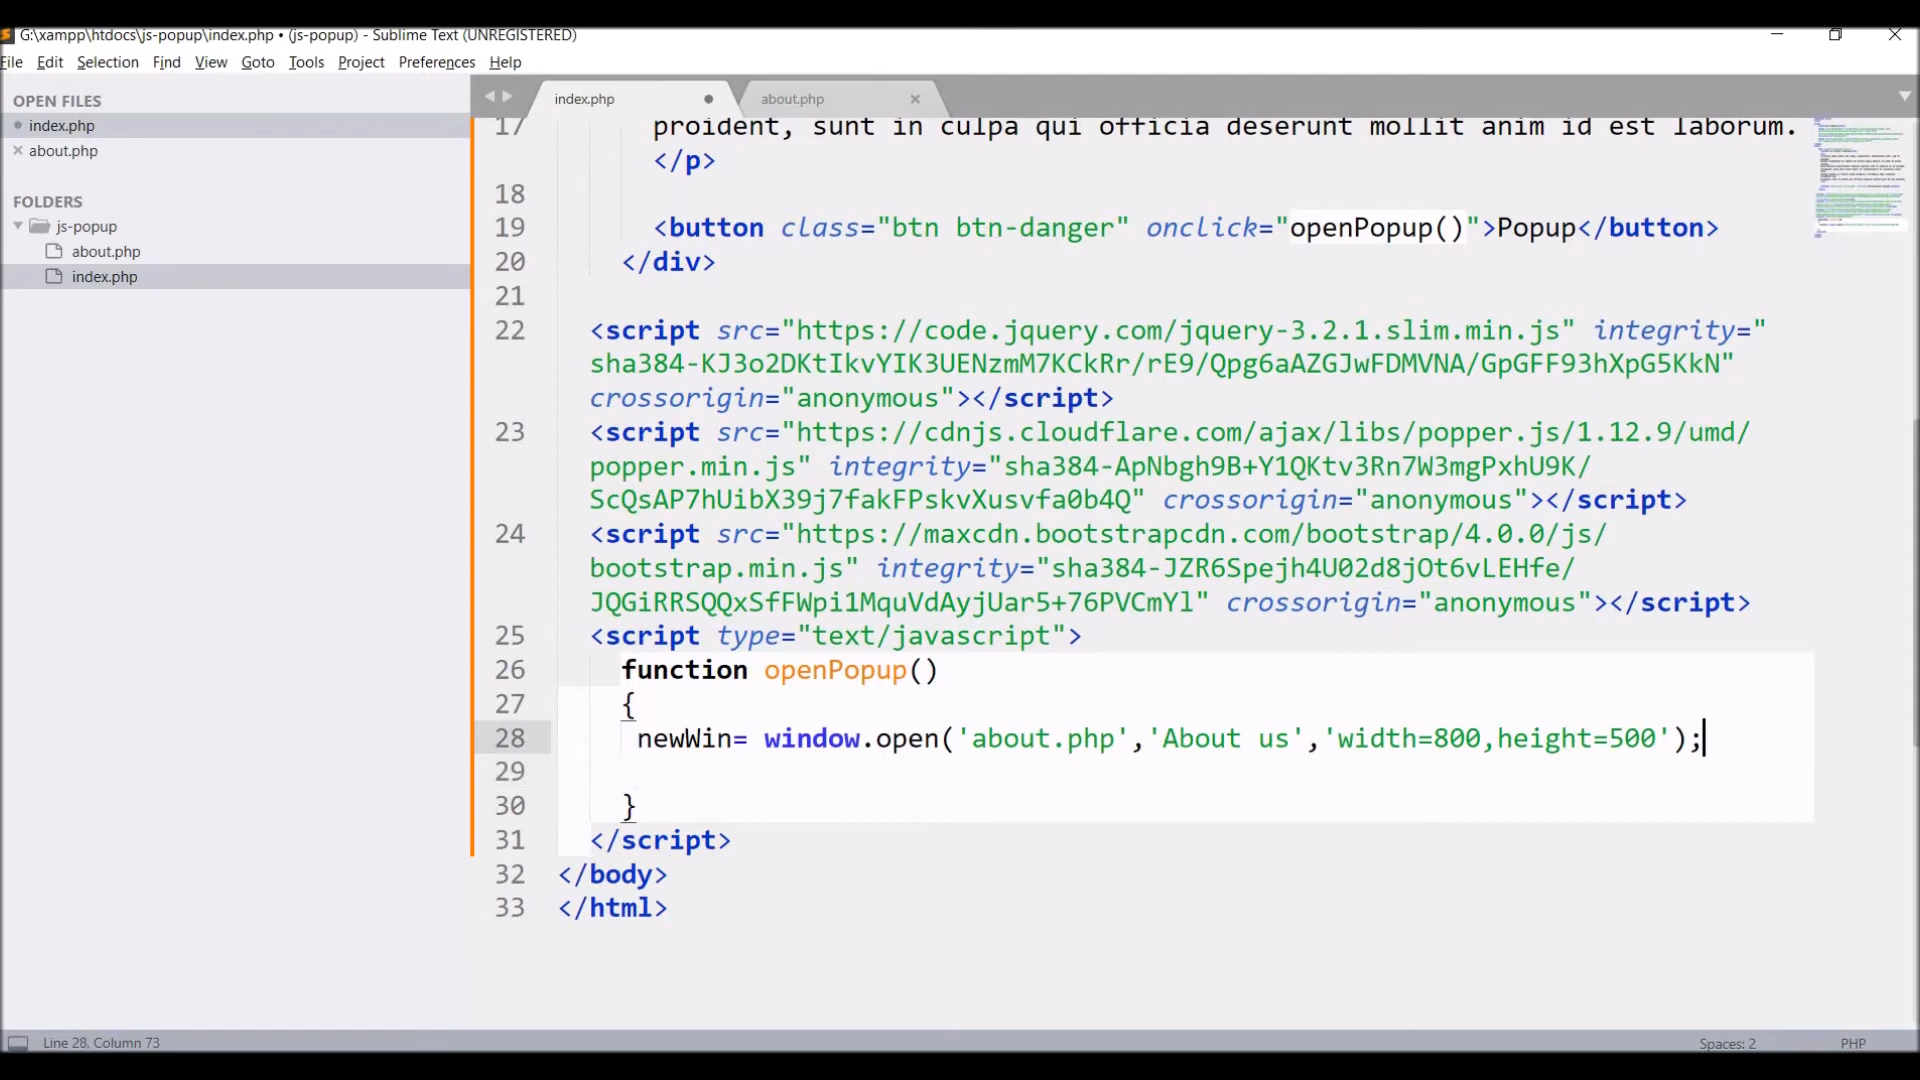 G:\xampp\htdocs\js-popup\index.php • (js-popup) - Sublime Text (UNREGISTERED)
File Edit Selection Find View Goto Tools Project Preferences Help
OPEN FILES
index.php
about.php
FOLDERS
js-popup
about.php
index.php
index.php about.php
17 proident, sunt in culpa qui officia deserunt mollit anim id est laborum.
</p>
18
19 <button class="btn btn-danger" onclick="openPopup()">Popup</button>
20 </div>
21
22 <script src="https://code.jquery.com/jquery-3.2.1.slim.min.js" integrity="
sha384-KJ3o2DKtIkvYIK3UENzmM7KCkRr/rE9/Qpg6aAZGJwFDMVNA/GpGFF93hXpG5KkN"
crossorigin="anonymous"></script>
23 <script src="https://cdnjs.cloudflare.com/ajax/libs/popper.js/1.12.9/umd/
popper.min.js" integrity="sha384-ApNbgh9B+Y1QKtv3Rn7W3mgPxhU9K/
ScQsAP7hUibX39j7fakFPskvXusvfa0b4Q" crossorigin="anonymous"></script>
24 <script src="https://maxcdn.bootstrapcdn.com/bootstrap/4.0.0/js/
bootstrap.min.js" integrity="sha384-JZR6Spejh4U02d8jOt6vLEHfe/
JQGiRRSQQxSfFWpi1MquVdAyjUar5+76PVCmYl" crossorigin="anonymous"></script>
25 <script type="text/javascript">
26 function openPopup()
27 {
28 newWin= window.open('about.php','About us','width=800,height=500');
29
30 }
31 </script>
32 </body>
33 </html>
Line 28, Column 73
Spaces: 2
PHP